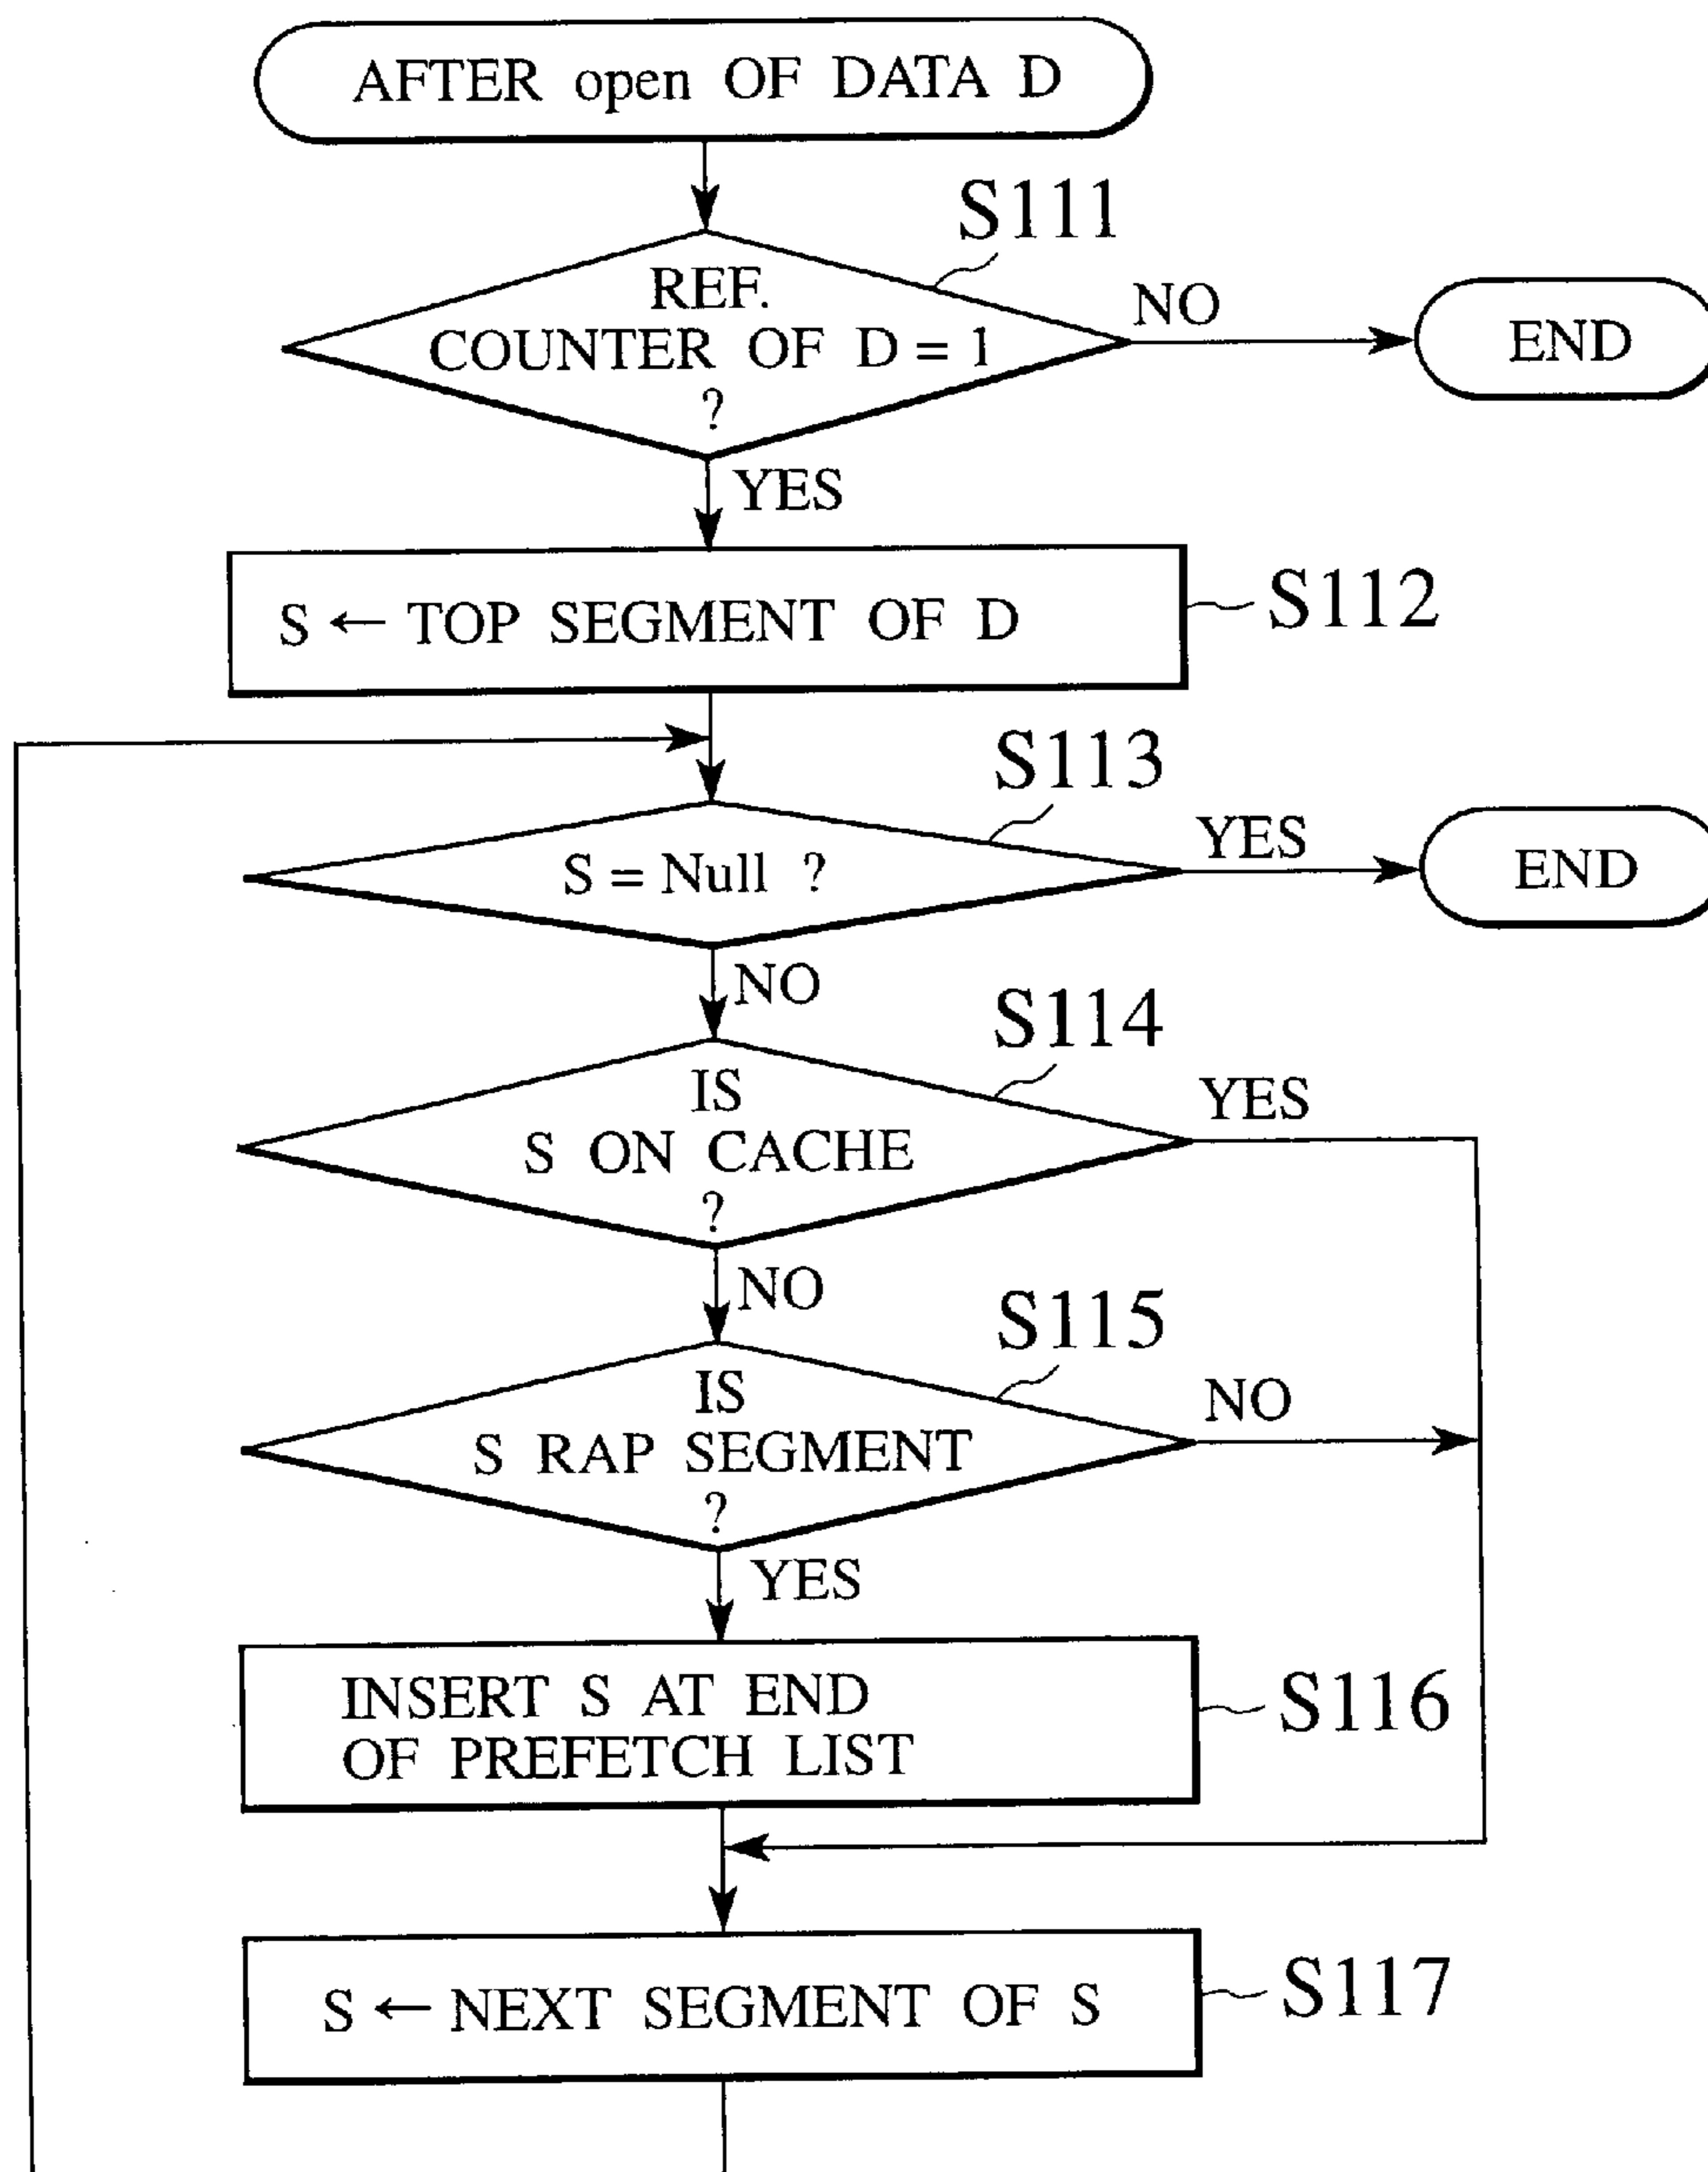 AFTER open OF DATA D
S111
REF.
COUNTER OF D = 1
?
NO
END
YES
S ← TOP SEGMENT OF D
S112
S113
S = Null ?
YES
END
NO
S114
IS
S ON CACHE
?
YES
NO
S115
IS
S RAP SEGMENT
?
NO
YES
INSERT S AT END
OF PREFETCH LIST
S116
S ← NEXT SEGMENT OF S
S117